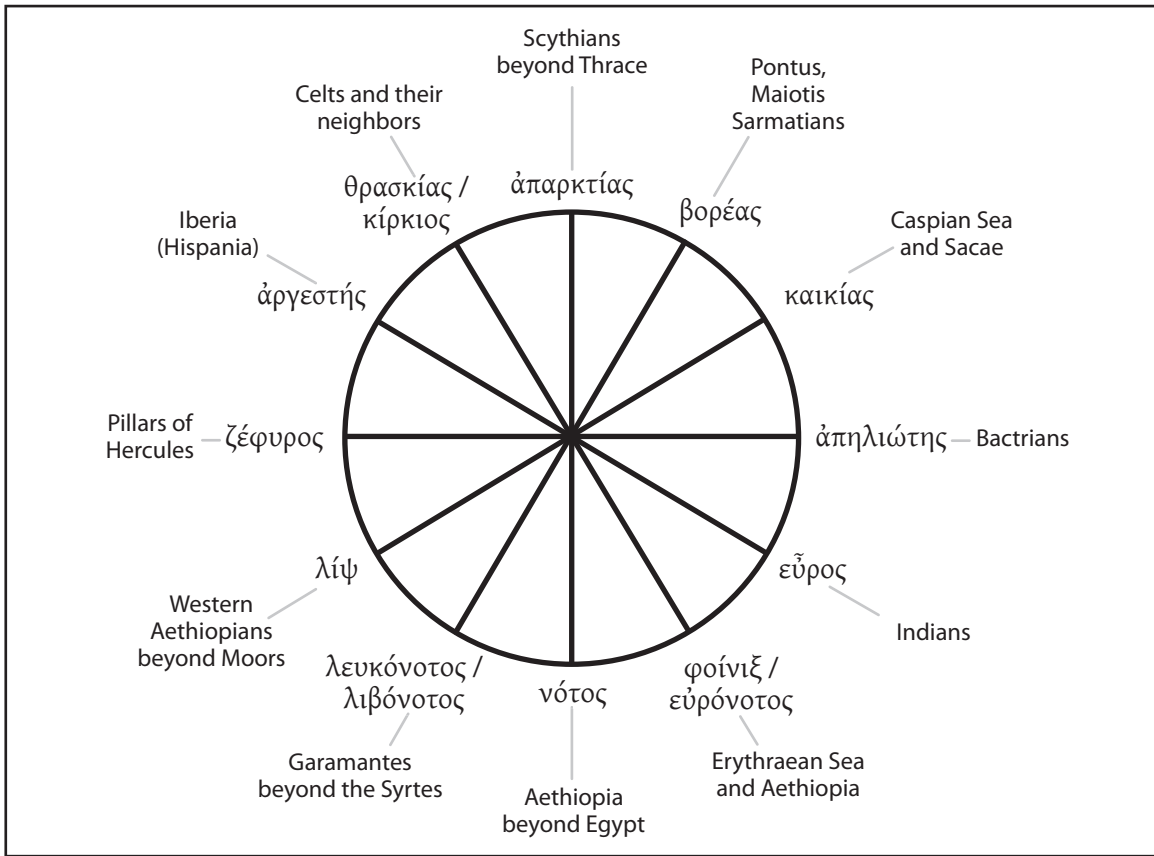 Scythians
beyond Thrace
Pontus,
Maiotis
Sarmatians
Celts and their
neighbors
θρασκίας /
κίρκιος
ἀπαρκτίας
βορέας
Iberia
(Hispania)
ἀργεστής
Caspian Sea
and Sacae
καικίας
Pillars of
Hercules
ζέφυρος
ἀπηλιώτης
Bactrians
λίψ
Western
Aethiopians
beyond Moors
εὖρος
Indians
λευκόνοτος /
λιβόνοτος
Garamantes
beyond the Syrtes
νότος
Aethiopia
beyond Egypt
φοίνιξ /
εὐρόνοτος
Erythraean Sea
and Aethiopia